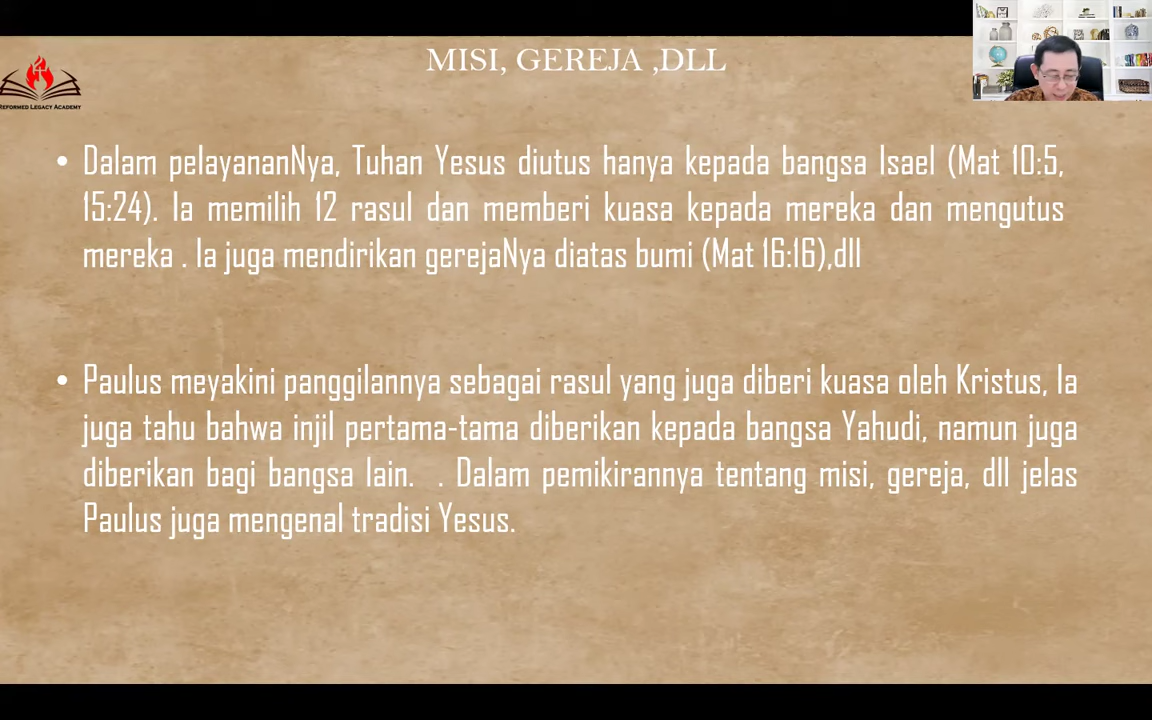 MISI, GEREJA ,DLL
REFORMED LEGACY ACADEMY
• Dalam pelayananNya, Tuhan Yesus diutus hanya kepada bangsa Isael (Mat 10:5,
15:24). Ia memilih 12 rasul dan memberi kuasa kepada mereka dan mengutus
mereka . Ia juga mendirikan gerejaNya diatas bumi (Mat 16:16),dll
• Paulus meyakini panggilannya sebagai rasul yang juga diberi kuasa oleh Kristus, Ia
juga tahu bahwa injil pertama-tama diberikan kepada bangsa Yahudi, namun juga
diberikan bagi bangsa lain. . Dalam pemikirannya tentang misi, gereja, dll jelas
Paulus juga mengenal tradisi Yesus.